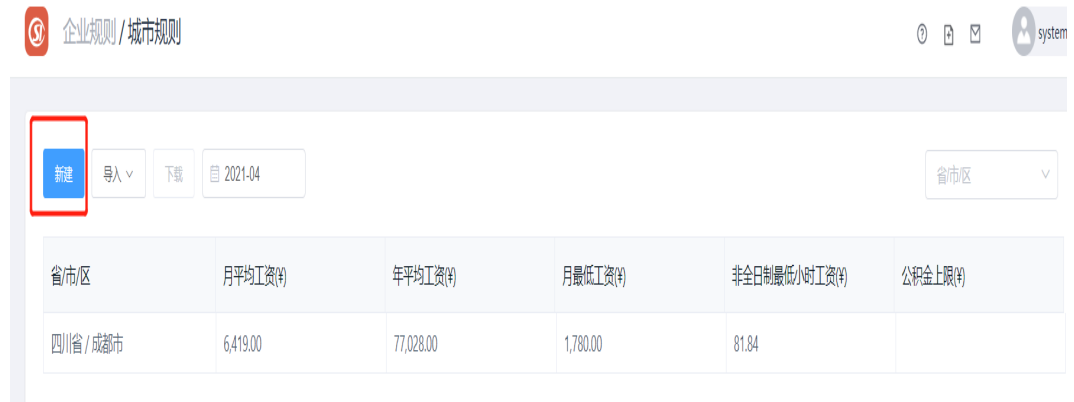 企业规则 / 城市规则
system
新建 导入 下载 2021-04 省/市/区
省/市/区 月平均工资(¥) 年平均工资(¥) 月最低工资(¥) 非全日制最低小时工资(¥) 公积金上限(¥)
四川省 / 成都市 6,419.00 77,028.00 1,780.00 81.84